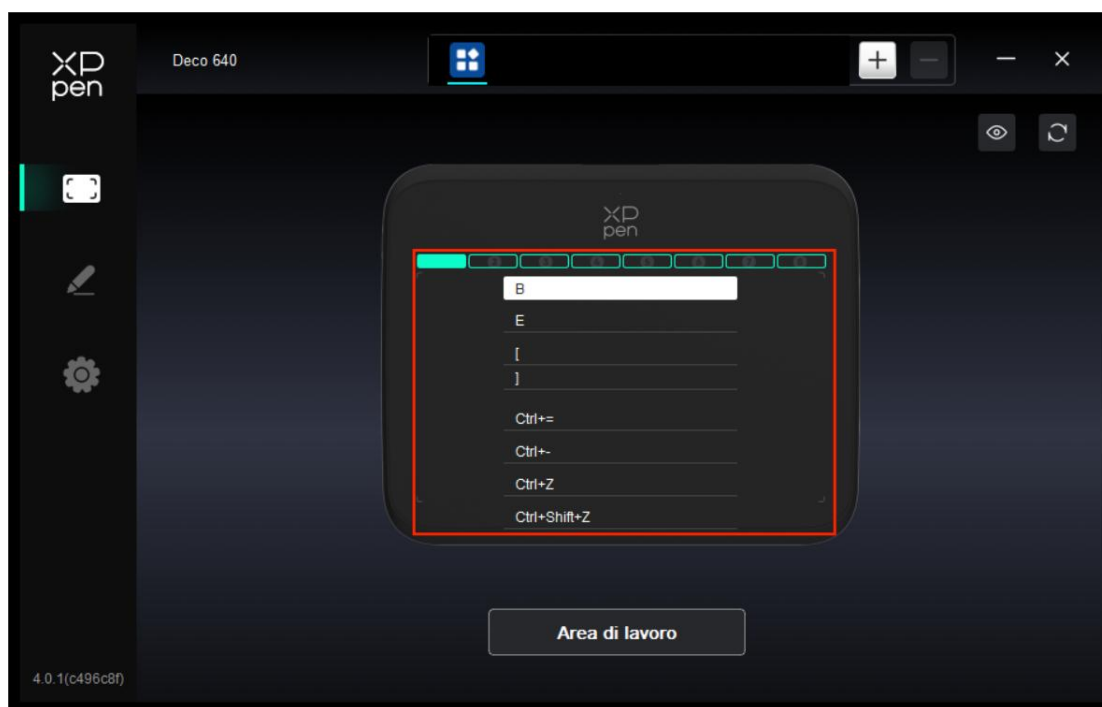 XP
pen
Deco 640
XP
pen
B
E
[
]
Ctrl+=
Ctrl+-
Ctrl+Z
Ctrl+Shift+Z
Area di lavoro
4.0.1(c496c8f)